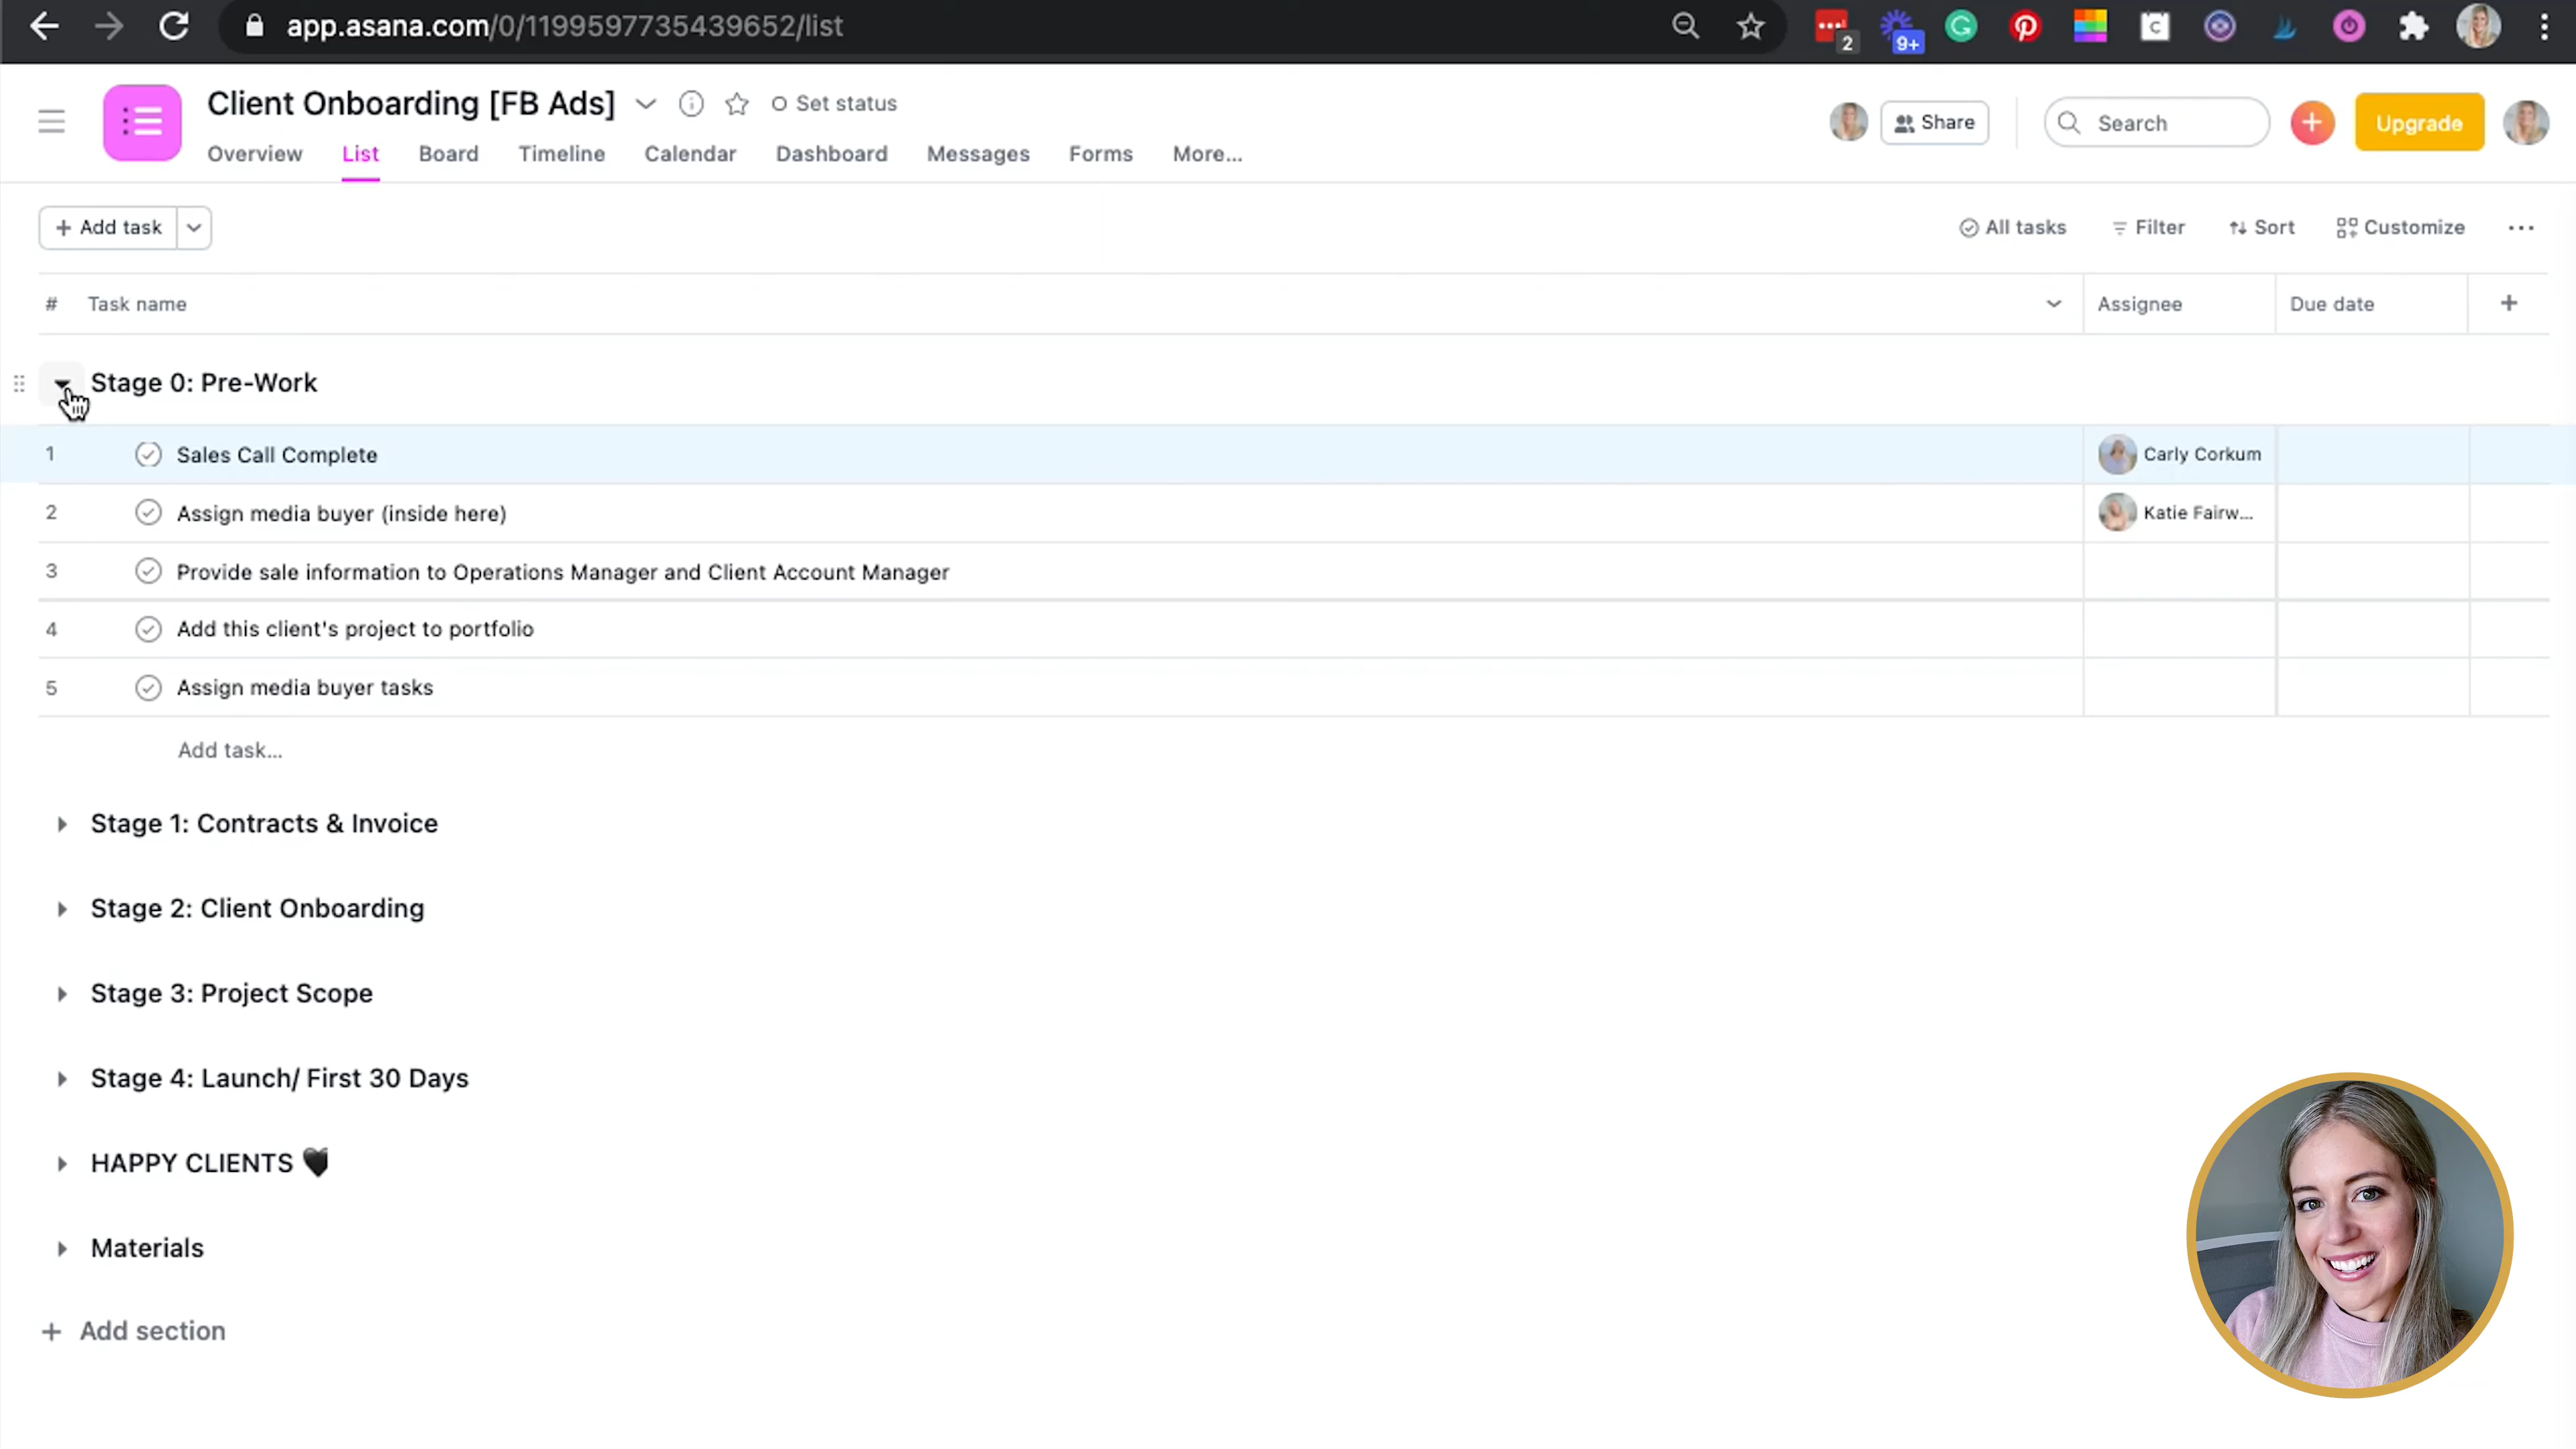 app.asana.com/0/1199597735439652/list
2
9+
Client Onboarding [FB Ads]
Set status
Share
Search
Upgrade
Overview
List
Board
Timeline
Calendar
Dashboard
Messages
Forms
More...
+ Add task
All tasks
Filter
Sort
Customize
# Task name
Assignee
Due date
Stage 0: Pre-Work
1 Sales Call Complete Carly Corkum
2 Assign media buyer (inside here) Katie Fairw...
3 Provide sale information to Operations Manager and Client Account Manager
4 Add this client's project to portfolio
5 Assign media buyer tasks
Add task...
Stage 1: Contracts & Invoice
Stage 2: Client Onboarding
Stage 3: Project Scope
Stage 4: Launch/ First 30 Days
HAPPY CLIENTS 🖤
Materials
+ Add section